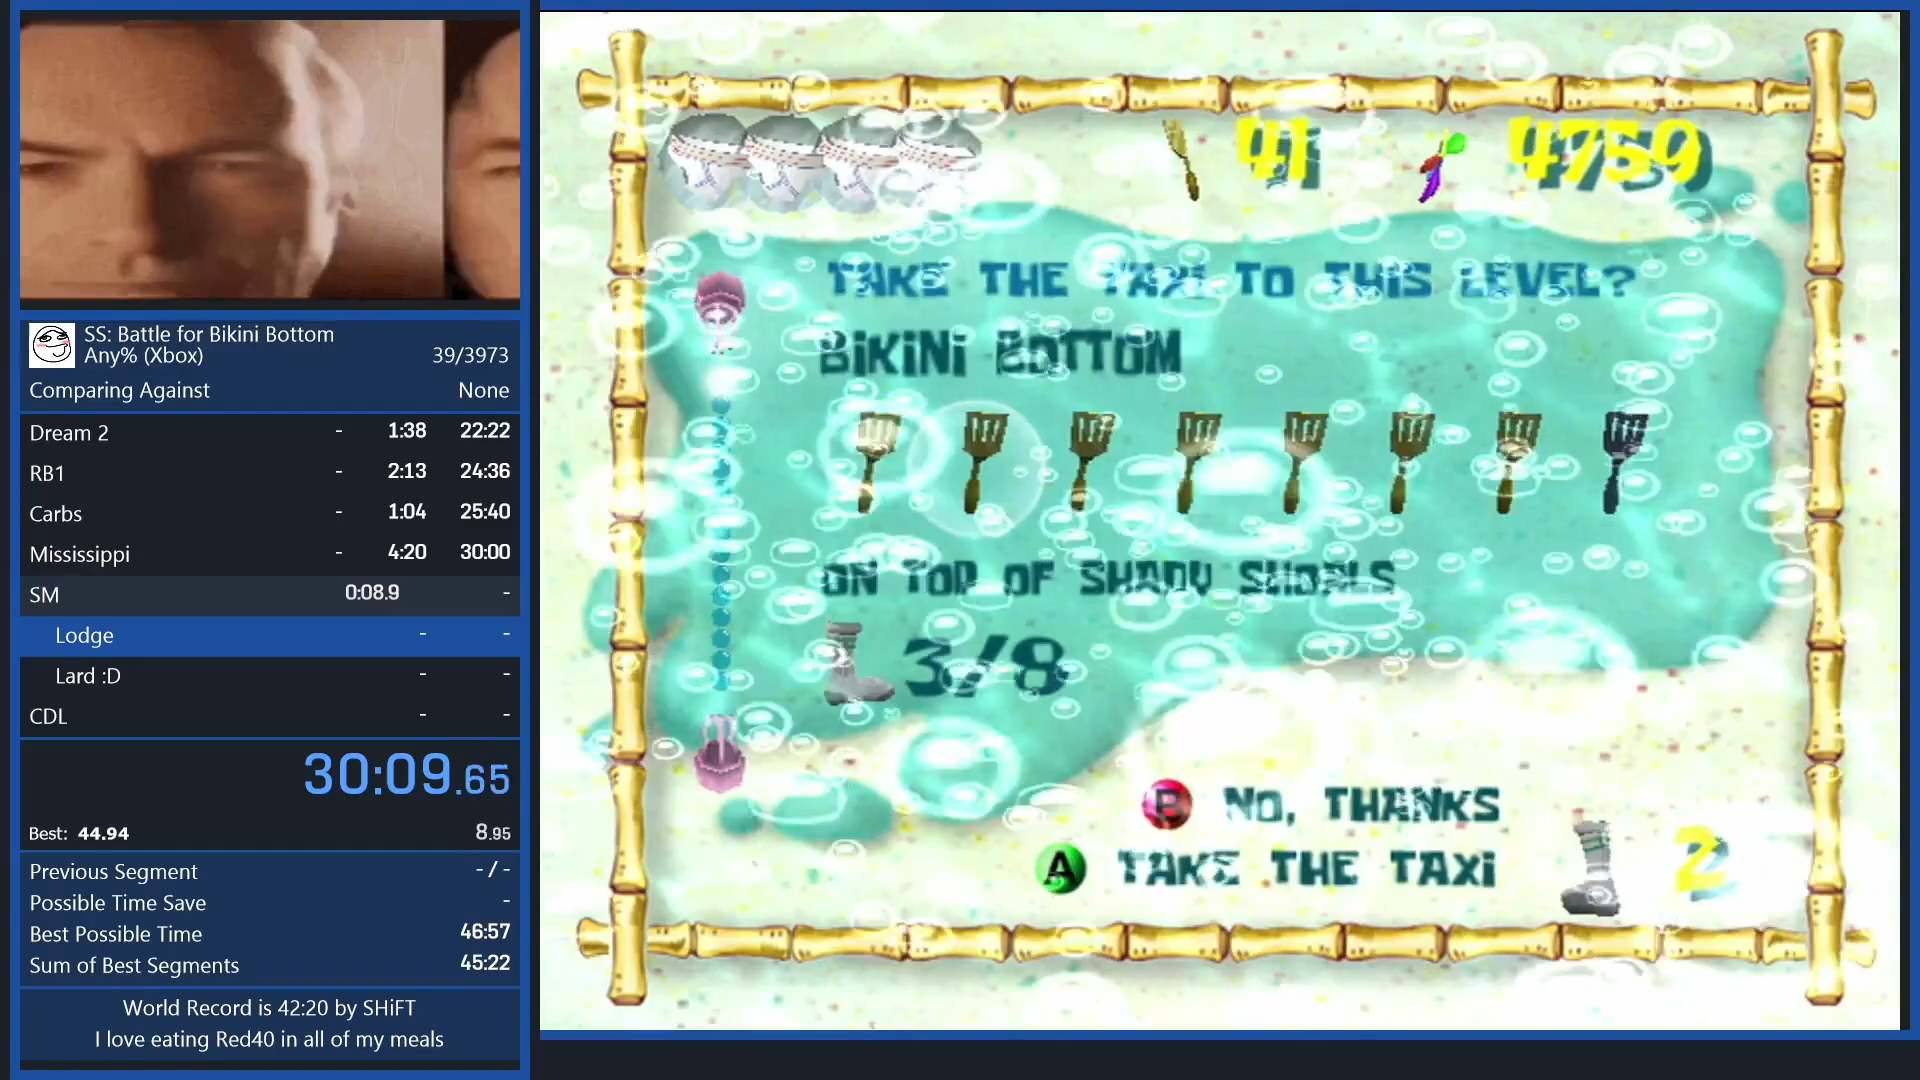 SS: Battle for Bikini Bottom
Any% (Xbox) 39/3973
Comparing Against None
Dream 2 - 1:38 22:22
RB1 - 2:13 24:36
Carbs - 1:04 25:40
Mississippi - 4:20 30:00
SM 0:08.9 -
Lodge - -
Lard :D - -
CDL - -
30:09.65
Best: 44.94 8.95
Previous Segment - / -
Possible Time Save -
Best Possible Time 46:57
Sum of Best Segments 45:22
World Record is 42:20 by SHiFT
I love eating Red40 in all of my meals
41 4759
TAKE THE TAXI TO THIS LEVEL?
BIKINI BOTTOM
ON TOP OF SHADY SHOALS
3/8
B NO, THANKS
A TAKE THE TAXI
2